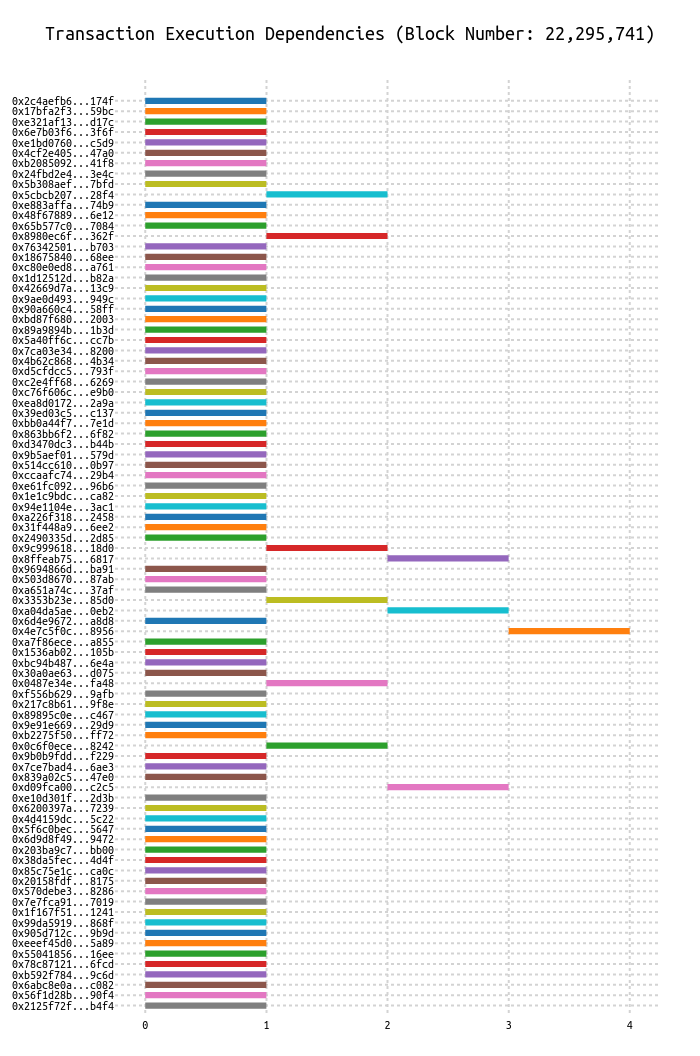 Transaction Execution Dependencies (Block Number: 22,295,741)
0x2c4aefb6...174f
0x17bfa2f3...59bc
0xe321af13...d17c
0x6e7b03f6...3f6f
0xe1bd0760...c5d9
0x4cf2e405...47a0
0xb2085092...41f8
0x24fbd2e4...3e4c
0x5b308aef...7bfd
0x5cbcb207...28f4
0xe883affa...74b9
0x48f67889...6e12
0x65b577c0...7084
0x8980ec6f...362f
0x76342501...b703
0x18675840...68ee
0xc80e0ed8...a761
0x1d12512d...b82a
0x42669d7a...13c9
0x9ae0d493...949c
0x90a660c4...58ff
0xbd87f680...2003
0x89a9894b...1b3d
0x5a40ff6c...cc7b
0x7ca03e34...8200
0x4b62c868...4b34
0xd5cfdcc5...793f
0xc2e4ff68...6269
0xc76f606c...e9b0
0xea8d0172...2a9a
0x39ed03c5...c137
0xbb0a44f7...7e1d
0x863bb6f2...6f82
0xd3470dc3...b44b
0x9b5aef01...579d
0x514cc610...0b97
0xccaafc74...29b4
0xe61fc092...96b6
0x1e1c9bdc...ca82
0x94e1104e...3ac1
0xa226f318...2458
0x31f448a9...6ee2
0x2490335d...2d85
0x9c999618...18d0
0x8ffeab75...6817
0x9694866d...ba91
0x503d8670...87ab
0xa651a74c...37af
0x3353b23e...85d0
0xa04da5ae...0eb2
0x6d4e9672...a8d8
0x4e7c5f0c...8956
0xa7f86ece...a855
0x1536ab02...105b
0xbc94b487...6e4a
0x30a0ae63...d075
0x0487e34e...fa48
0xf556b629...9afb
0x217c8b61...9f8e
0x89895c0e...c467
0x9e91e669...29d9
0xb2275f50...ff72
0x0c6f0ece...8242
0x9b0b9fdd...f229
0x7ce7bad4...6ae3
0x839a02c5...47e0
0xd09fca00...c2c5
0xe10d301f...2d3b
0x6200397a...7239
0x4d4159dc...5c22
0x5f6c0bec...5647
0x6d9d8f49...9472
0x203ba9c7...bb00
0x38da5fec...4d4f
0x85c75e1c...ca0c
0x20158fdf...8175
0x570debe3...8286
0x7e7fca91...7019
0x1f167f51...1241
0x99da5919...868f
0x905d712c...9b9d
0xeeef45d0...5a89
0x55041856...16ee
0x78c87121...6fcd
0xb592f784...9c6d
0x6abc8e0a...c082
0x56f1d28b...90f4
0x2125f72f...b4f4
0 1 2 3 4